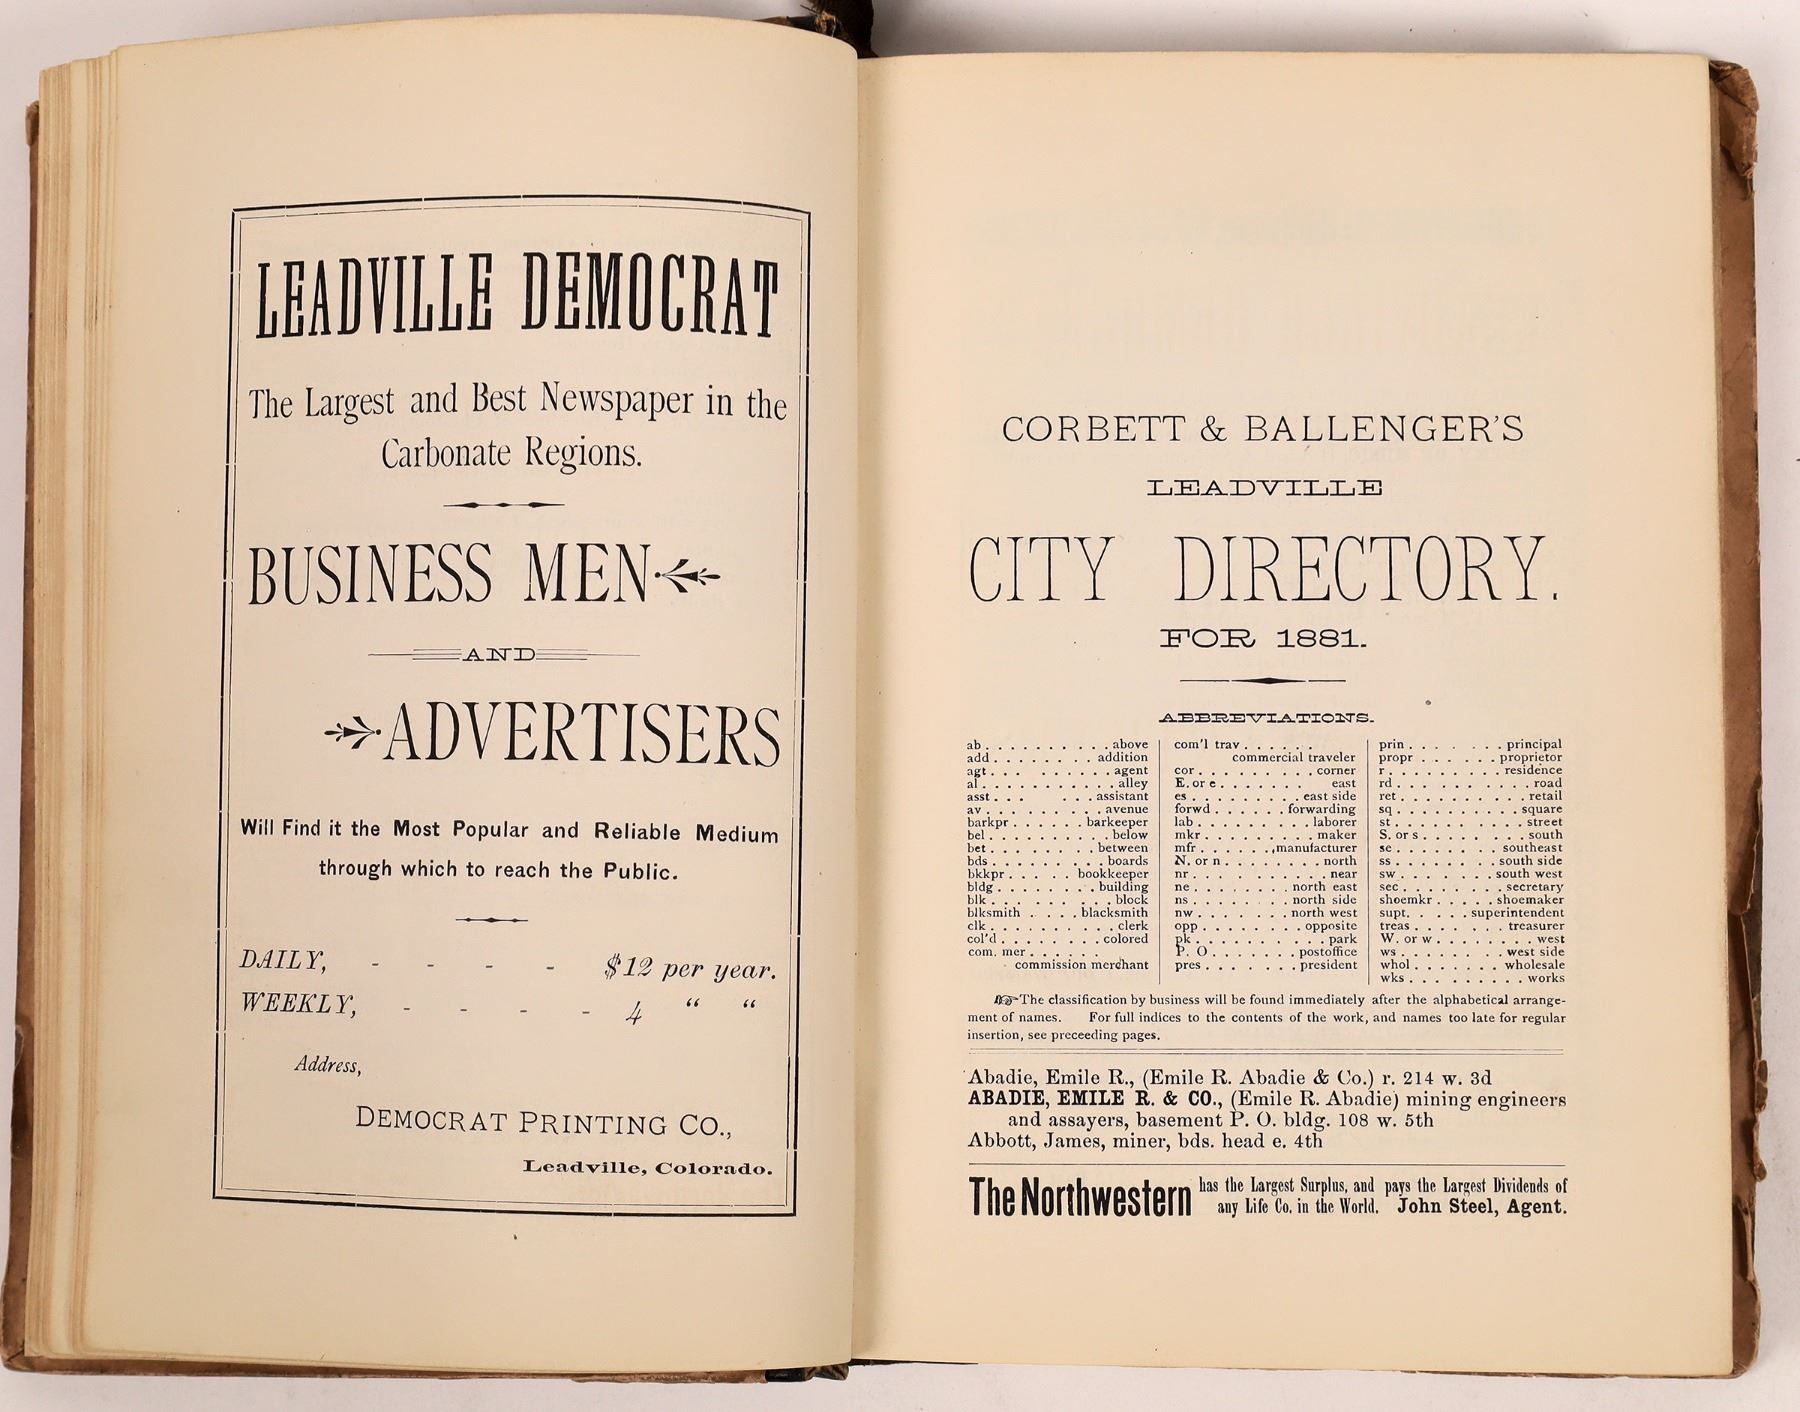 LEADVILLE DEMOCRAT
The Largest and Best Newspaper in the
Carbonate Regions.
BUSINESS MEN
AND
ADVERTISERS
Will Find it the Most Popular and Reliable Medium
through which to reach the Public.
DAILY, - - - - $12 per year.
WEEKLY, - - - - 4 “ “
Address,
DEMOCRAT PRINTING CO.,
Leadville, Colorado.
CORBETT & BALLENGER'S
LEADVILLE
CITY DIRECTORY.
FOR 1881.
ABBREVIATIONS.
ab . . . . . . . . . . above
add . . . . . . . . addition
agt . . . . . . . . . agent
al . . . . . . . . . . . alley
asst . . . . . . assistant
av . . . . . . . . . avenue
barkpr . . . . . . barkeeper
bel . . . . . . . . . . below
bet . . . . . . . . . between
bds . . . . . . . . . boards
bkkpr . . . . . . bookkeeper
bldg . . . . . . . . building
blk . . . . . . . . . . block
blksmith . . . . blacksmith
clk . . . . . . . . . . clerk
col'd . . . . . . . . colored
com. mer . . . . . .
commission merchant
com'l trav . . . . . .
commercial traveler
cor . . . . . . . . . corner
E. or e . . . . . . . east
es . . . . . . . . east side
forwd . . . . . . forwarding
lab . . . . . . . . laborer
mkr . . . . . . . . maker
mfr . . . . . . . manufacturer
N. or n . . . . . . . . north
nr . . . . . . . . . . near
ne . . . . . . . . north east
ns . . . . . . . . north side
nw . . . . . . . north west
opp . . . . . . . . opposite
pk . . . . . . . . . . park
P. O . . . . . . . postoffice
pres . . . . . . . president
prin . . . . . . . principal
propr . . . . . . proprietor
r . . . . . . . . . residence
rd . . . . . . . . . . road
ret . . . . . . . . . . retail
sq . . . . . . . . . square
st . . . . . . . . . . street
S. or s . . . . . . . . south
se . . . . . . . . southeast
ss . . . . . . . . south side
sw . . . . . . . . south west
sec . . . . . . . . secretary
shoemkr . . . . . shoemaker
supt. . . . . . superintendent
treas . . . . . . . treasurer
W. or w . . . . . . . . west
ws . . . . . . . . west side
whol . . . . . . . wholesale
wks . . . . . . . . . works
☞The classification by business will be found immediately after the alphabetical arrange-
ment of names. For full indices to the contents of the work, and names too late for regular
insertion, see preceeding pages.
Abadie, Emile R., (Emile R. Abadie & Co.) r. 214 w. 3d
ABADIE, EMILE R. & CO., (Emile R. Abadie) mining engineers
and assayers, basement P. O. bldg. 108 w. 5th
Abbott, James, miner, bds. head e. 4th
The Northwestern has the Largest Surplus, and pays the Largest Dividends of
any Life Co. in the World. John Steel, Agent.